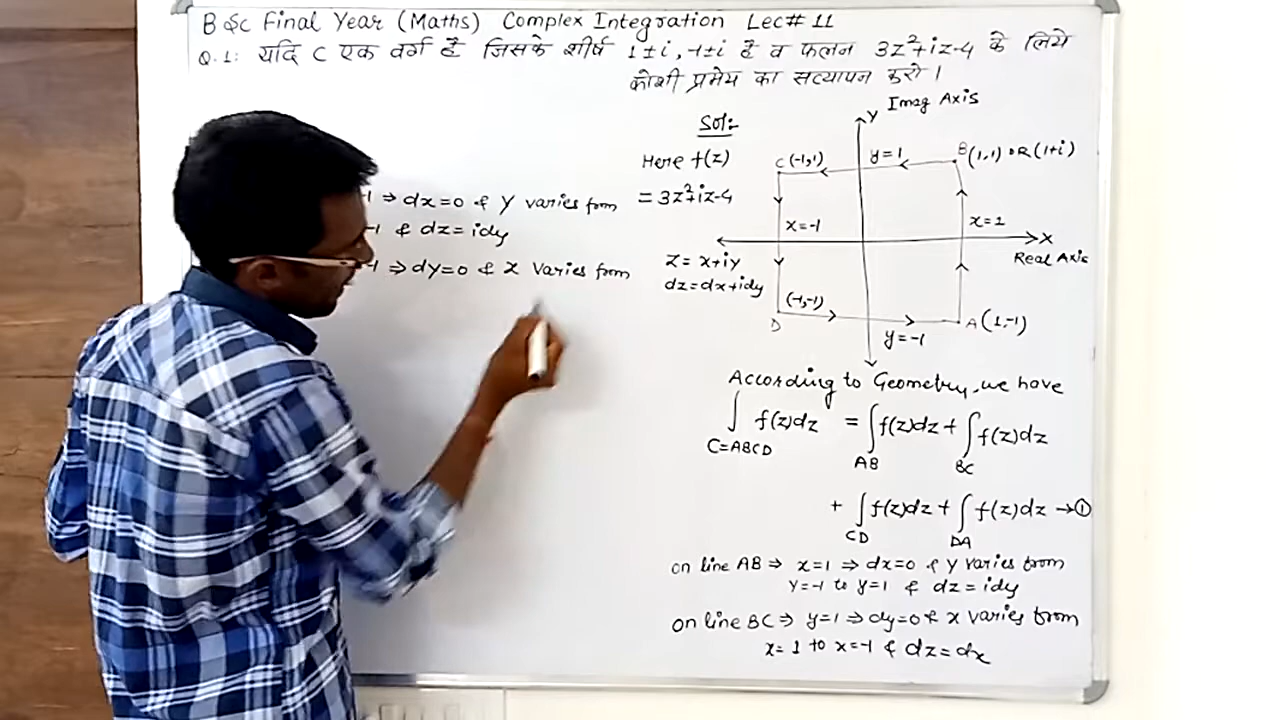 BSc Final Year (Maths) Complex Integration Lec# 11
Q.1: यदि C एक वर्ग है जिसके शीर्ष 1±i, -1±i है व फलन 3z²+iz-4 के लिये
कोशी प्रमेय का सत्यापन करो।
Sol:-
Here f(z)
= 3z²+iz-4
z = x+iy
dz=dx+idy
Y Imag Axis
C (-1,1)
y=1
B (1,1) OR (1+i)
x=-1
x=1
X
Real Axis
(-1,-1)
D
y=-1
A (1,-1)
-1 ⇒ dx=0 & Y varies from
-1 & dz=idy
-1 ⇒ dy=0 & x varies from
According to Geometry, we have
∫ f(z)dz = ∫ f(z)dz + ∫ f(z)dz
C=ABCD AB BC
+ ∫ f(z)dz + ∫ f(z)dz → ①
CD DA
on line AB ⇒ x=1 ⇒ dx=0 & Y varies from
Y=-1 to y=1 & dz=idy
on line BC ⇒ y=1 ⇒ dy=0 & x varies from
x=1 to x=-1 & dz=dx